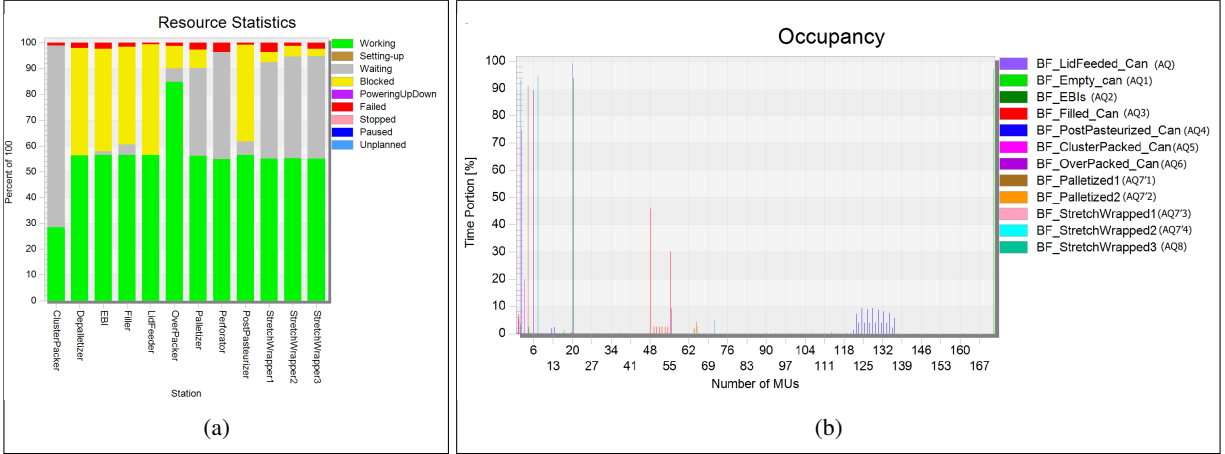 Resource Statistics
Percent of 100
100
90
80
70
60
50
40
30
20
10
0
ClusterPacker
Depalletizer
EBI
Filler
LidFeeder
OverPacker
Palletizer
Perforator
PostPasteurizer
StretchWrapper1
StretchWrapper2
StretchWrapper3
Station
Working
Setting-up
Waiting
Blocked
PoweringUpDown
Failed
Stopped
Paused
Unplanned
(a)
Occupancy
Time Portion [%]
100
90
80
70
60
50
40
30
20
10
0
6 20 34 48 62 76 90 104 118 132 146 160
13 27 41 55 69 83 97 111 125 139 153 167
Number of MUs
BF_LidFeeded_Can (AQ)
BF_Empty_can (AQ1)
BF_EBIs (AQ2)
BF_Filled_Can (AQ3)
BF_PostPasteurized_Can (AQ4)
BF_ClusterPacked_Can (AQ5)
BF_OverPacked_Can (AQ6)
BF_Palletized1 (AQ7'1)
BF_Palletized2 (AQ7'2)
BF_StretchWrapped1 (AQ7'3)
BF_StretchWrapped2 (AQ7'4)
BF_StretchWrapped3 (AQ8)
(b)